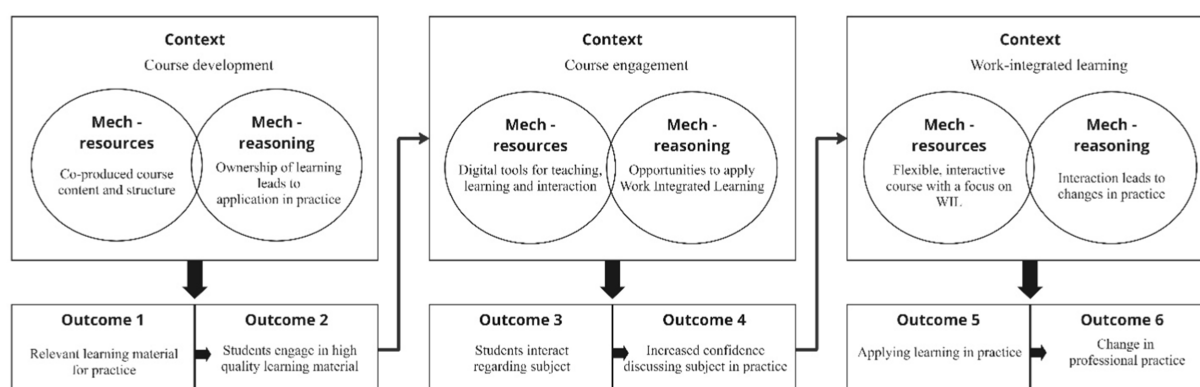 Context
Course development
Mech -
resources
Co-produced course
content and structure
Mech -
reasoning
Ownership of learning
leads to
application in practice
Outcome 1
Relevant learning material
for practice
Outcome 2
Students engage in high
quality learning material
Context
Course engagement
Mech -
resources
Digital tools for teaching,
learning and interaction
Mech -
reasoning
Opportunities to apply
Work Integrated Learning
Outcome 3
Students interact
regarding subject
Outcome 4
Increased confidence
discussing subject in practice
Context
Work-integrated learning
Mech -
resources
Flexible, interactive
course with a focus on
WIL
Mech -
reasoning
Interaction leads to
changes in practice
Outcome 5
Applying learning in practice
Outcome 6
Change in
professional practice